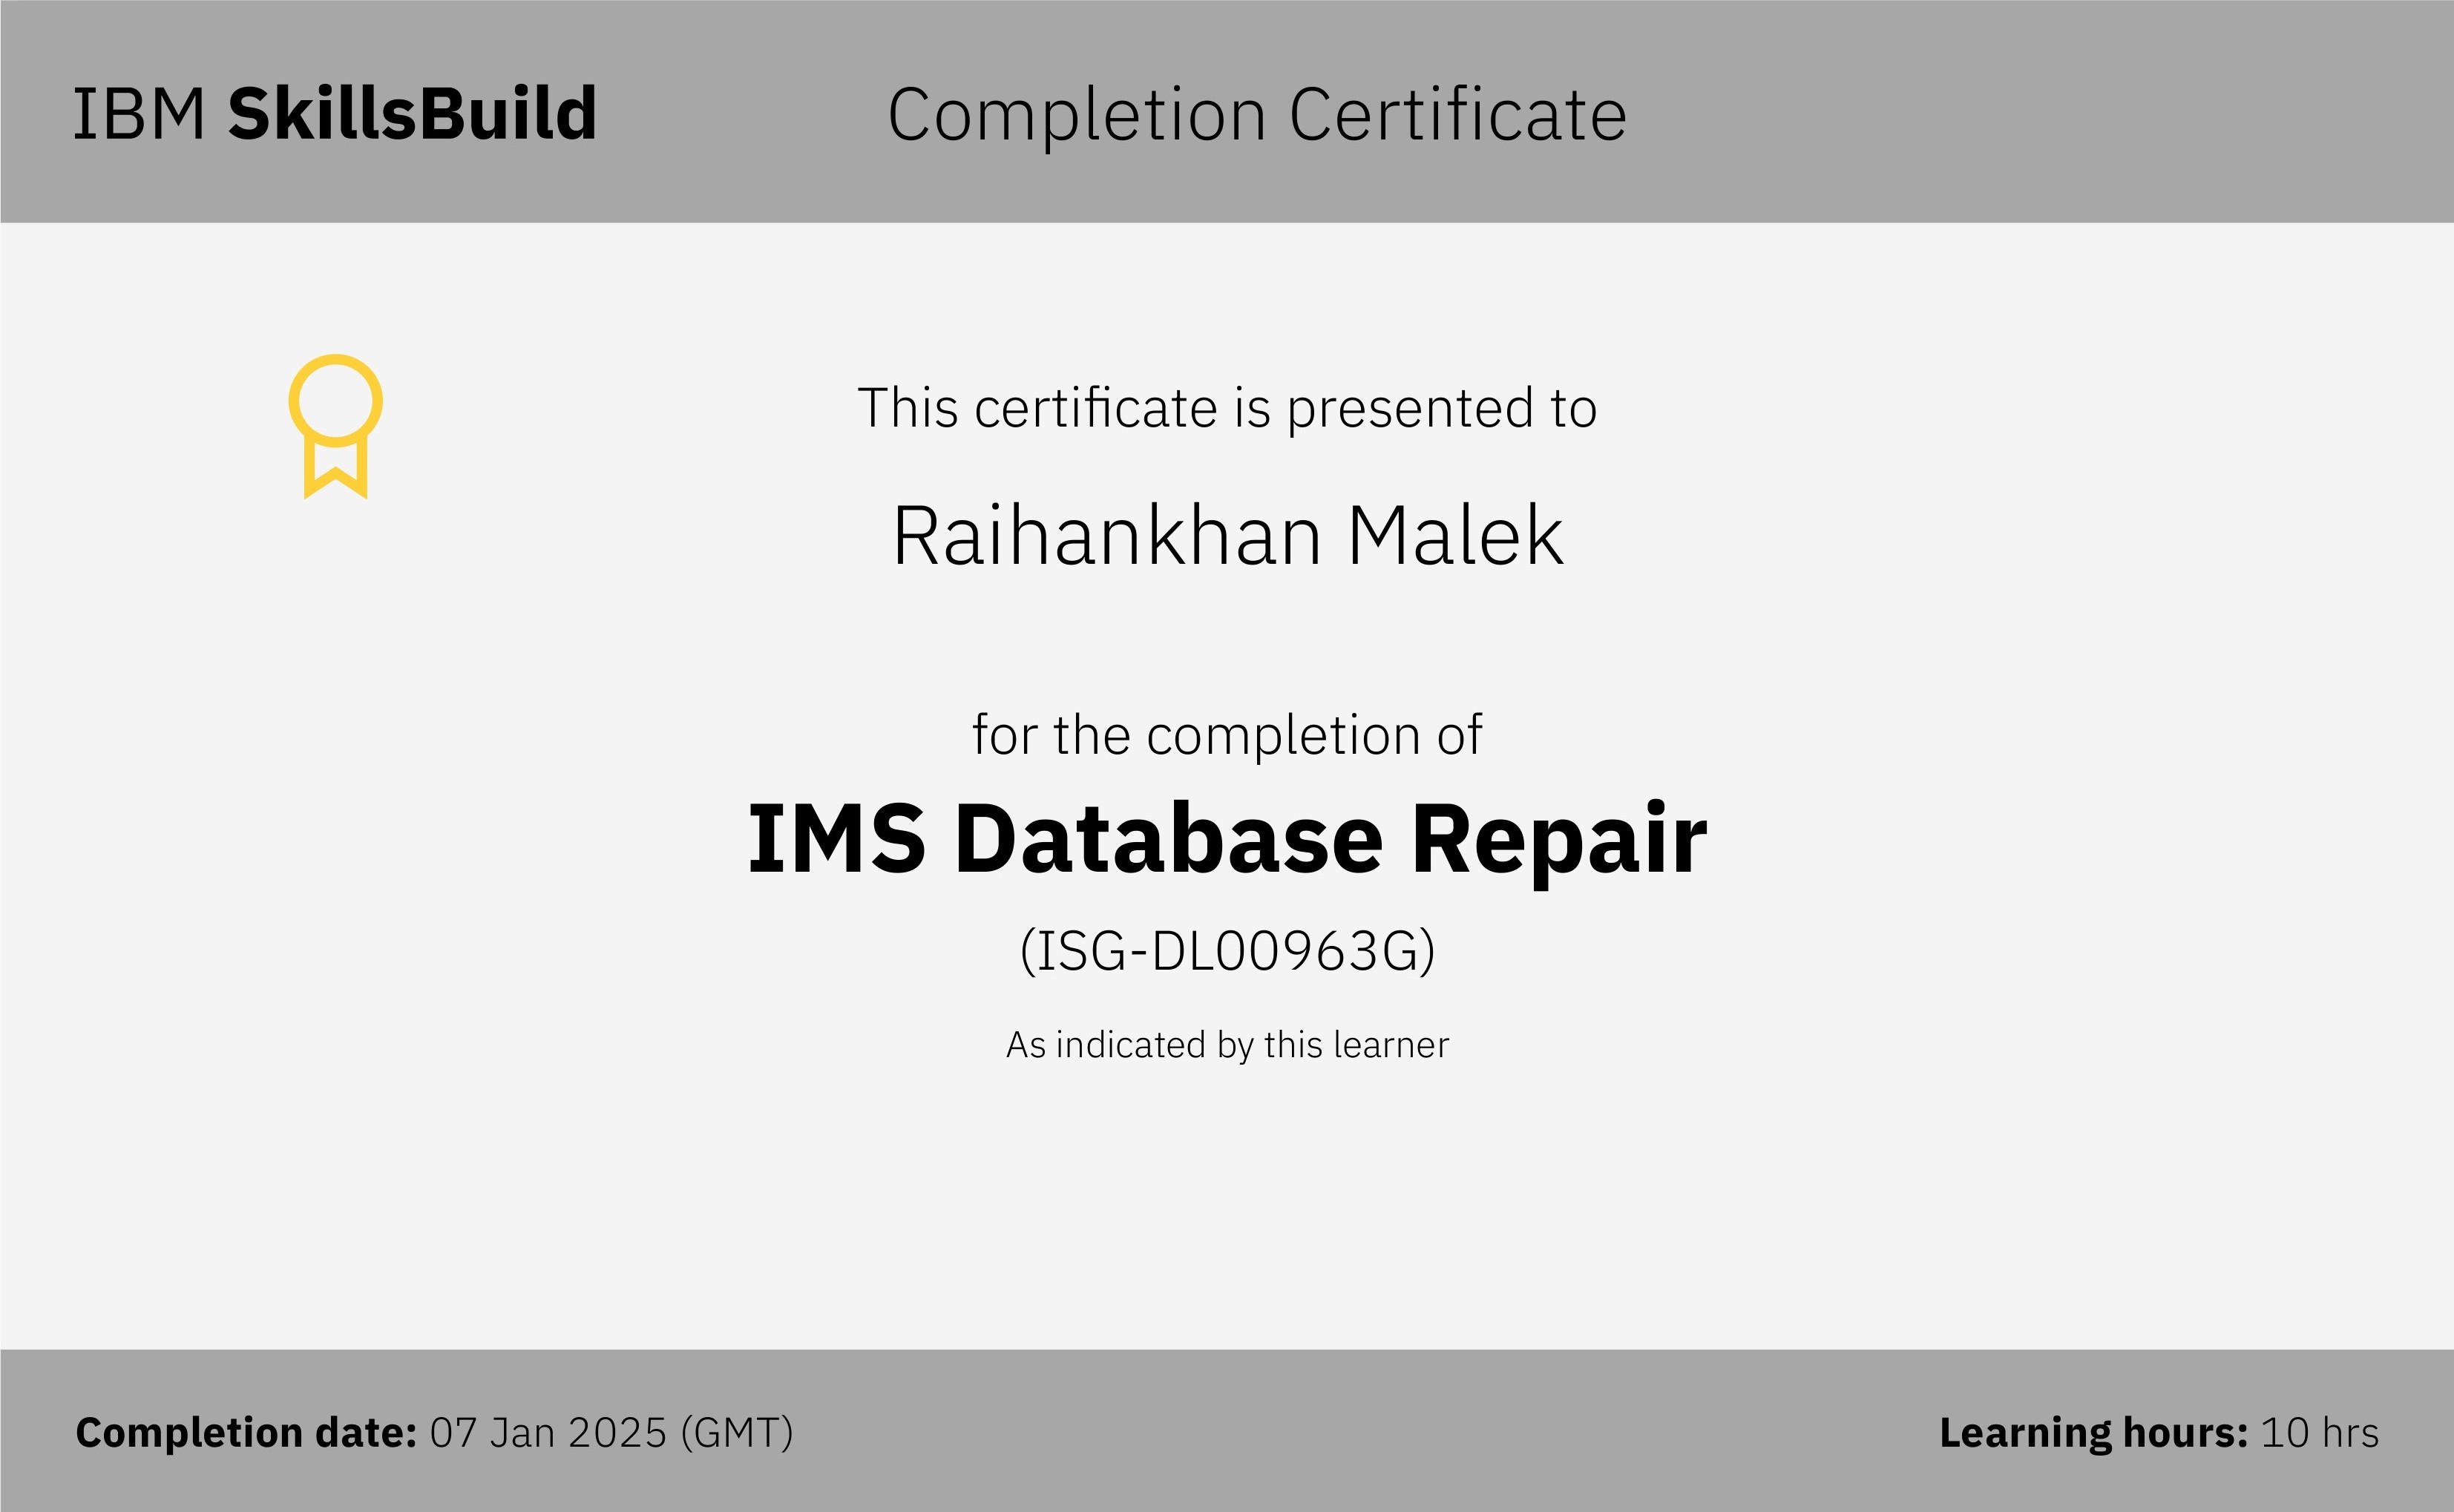 IBM SkillsBuild
Completion Certificate
This certificate is presented to
Raihankhan Malek
for the completion of
IMS Database Repair
(ISG-DL00963G)
As indicated by this learner
Completion date: 07 Jan 2025 (GMT)
Learning hours: 10 hrs